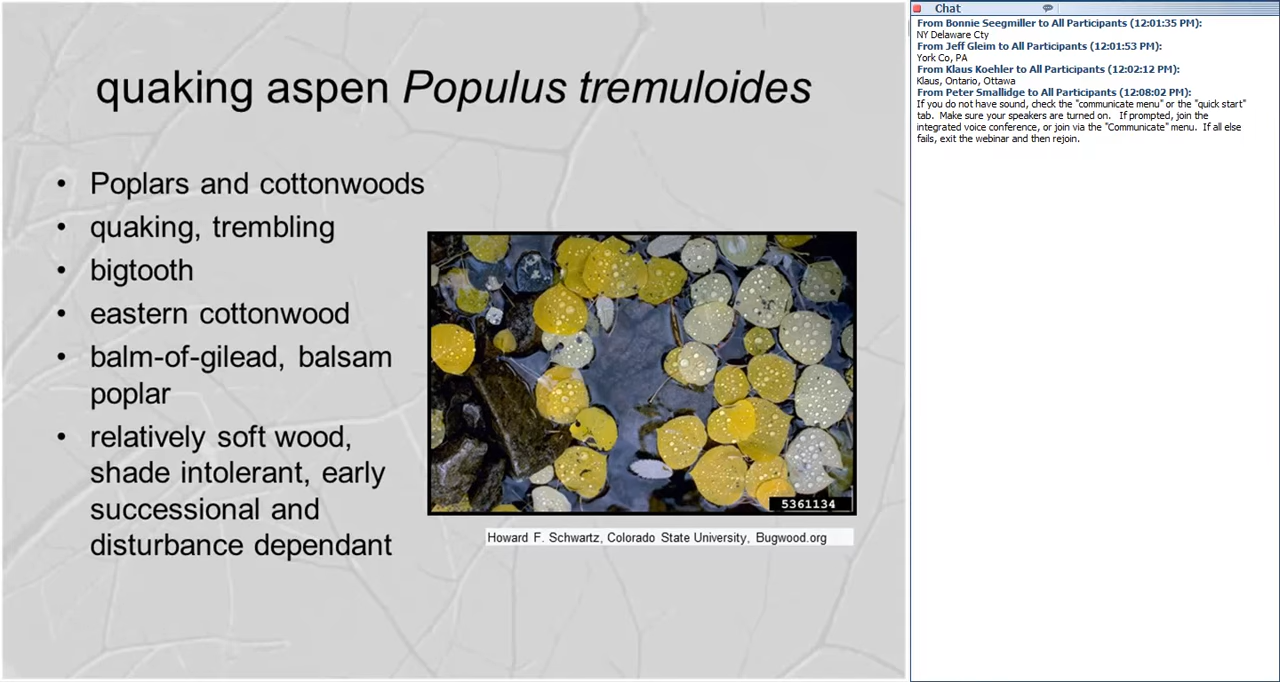 quaking aspen Populus tremuloides
• Poplars and cottonwoods
• quaking, trembling
• bigtooth
• eastern cottonwood
• balm-of-gilead, balsam
poplar
• relatively soft wood,
shade intolerant, early
successional and
disturbance dependant
5361134
Howard F. Schwartz, Colorado State University, Bugwood.org
Chat
From Bonnie Seegmiller to All Participants (12:01:35 PM):
NY Delaware Cty
From Jeff Gleim to All Participants (12:01:53 PM):
York Co, PA
From Klaus Koehler to All Participants (12:02:12 PM):
Klaus, Ontario, Ottawa
From Peter Smallidge to All Participants (12:08:02 PM):
If you do not have sound, check the "communicate menu" or the "quick start"
tab. Make sure your speakers are turned on. If prompted, join the
integrated voice conference, or join via the "Communicate" menu. If all else
fails, exit the webinar and then rejoin.